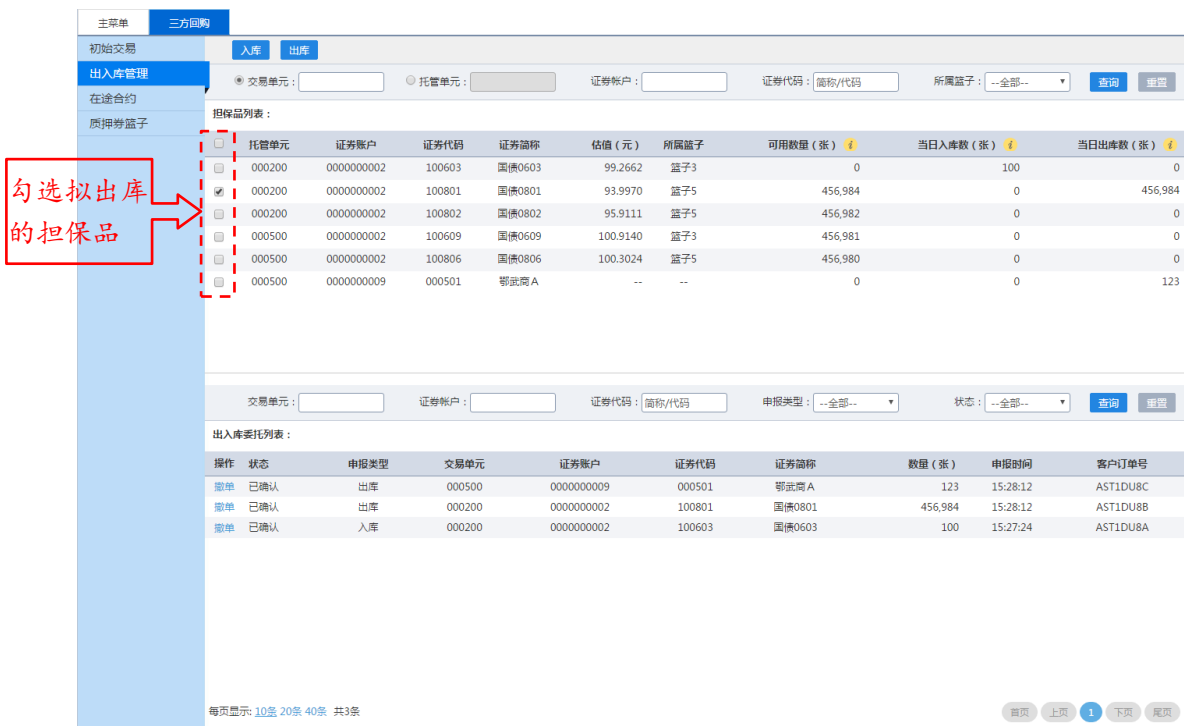 主菜单 三方回购
初始交易
出入库管理
在途合约
质押券篮子
入库 出库
交易单元： 托管单元： 证券帐户： 证券代码： 简称/代码 所属篮子： --全部-- 查询 重置
担保品列表：
托管单元 证券账户 证券代码 证券简称 估值（元） 所属篮子 可用数量（张） i 当日入库数（张） i 当日出库数（张） i
000200 0000000002 100603 国债0603 99.2662 篮子3 0 100 0
000200 0000000002 100801 国债0801 93.9970 篮子5 456,984 0 456,984
000200 0000000002 100802 国债0802 95.9111 篮子5 456,982 0 0
000500 0000000002 100609 国债0609 100.9140 篮子3 456,981 0 0
000500 0000000002 100806 国债0806 100.3024 篮子5 456,980 0 0
000500 0000000009 000501 鄂武商A -- -- 0 0 123
勾选拟出库
的担保品
交易单元： 证券帐户： 证券代码： 简称/代码 申报类型： --全部-- 状态： --全部-- 查询 重置
出入库委托列表：
操作 状态 申报类型 交易单元 证券账户 证券代码 证券简称 数量（张） 申报时间 客户订单号
撤单 已确认 出库 000500 0000000009 000501 鄂武商A 123 15:28:12 AST1DU8C
撤单 已确认 出库 000200 0000000002 100801 国债0801 456,984 15:28:12 AST1DU8B
撤单 已确认 入库 000200 0000000002 100603 国债0603 100 15:27:24 AST1DU8A
每页显示: 10条 20条 40条 共3条 首页 上页 1 下页 尾页